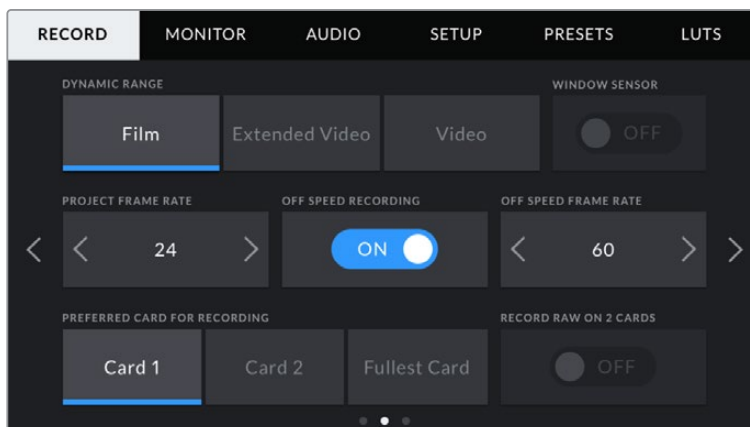 RECORD MONITOR AUDIO SETUP PRESETS LUTS
DYNAMIC RANGE WINDOW SENSOR
Film Extended Video Video OFF
PROJECT FRAME RATE OFF SPEED RECORDING OFF SPEED FRAME RATE
24 ON 60
PREFERRED CARD FOR RECORDING RECORD RAW ON 2 CARDS
Card 1 Card 2 Fullest Card OFF